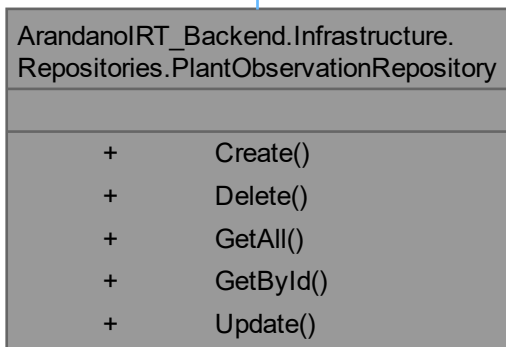 ArandanoIRT_Backend.Infrastructure.
Repositories.PlantObservationRepository
+ Create()
+ Delete()
+ GetAll()
+ GetById()
+ Update()